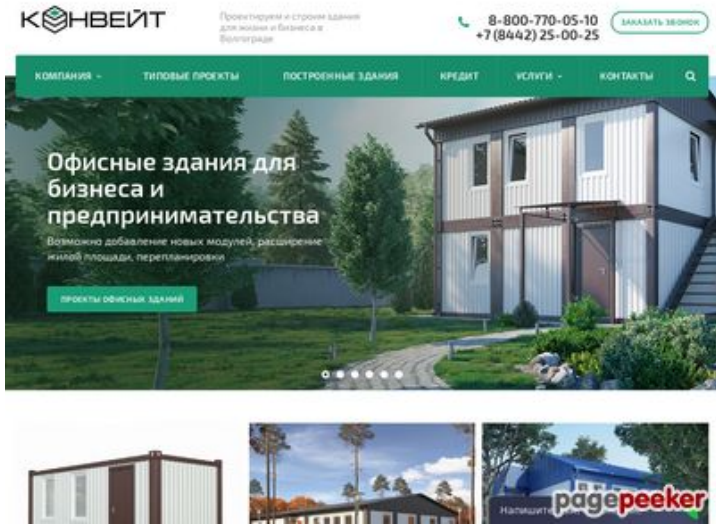 КОНВЕЙТ
Проектируем и строим здания
для жизни и бизнеса в
Волгограде
8-800-770-05-10
+7 (8442) 25-00-25
ЗАКАЗАТЬ ЗВОНОК
КОМПАНИЯ
ТИПОВЫЕ ПРОЕКТЫ
ПОСТРОЕННЫЕ ЗДАНИЯ
КРЕДИТ
УСЛУГИ
КОНТАКТЫ
Офисные здания для
бизнеса и
предпринимательства
Возможно добавление новых модулей, расширение
жилой площади, перепланировки
ПРОЕКТЫ ОФИСНЫХ ЗДАНИЙ
Напишите
pagepeeker